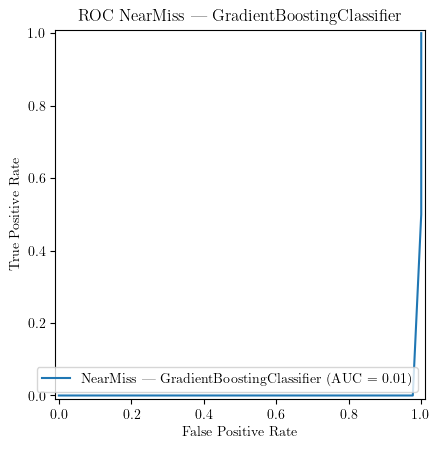 ROC NearMiss — GradientBoostingClassifier
1.0
0.8
0.6
0.4
0.2
0.0
True Positive Rate
NearMiss — GradientBoostingClassifier (AUC = 0.01)
0.0 0.2 0.4 0.6 0.8 1.0
False Positive Rate